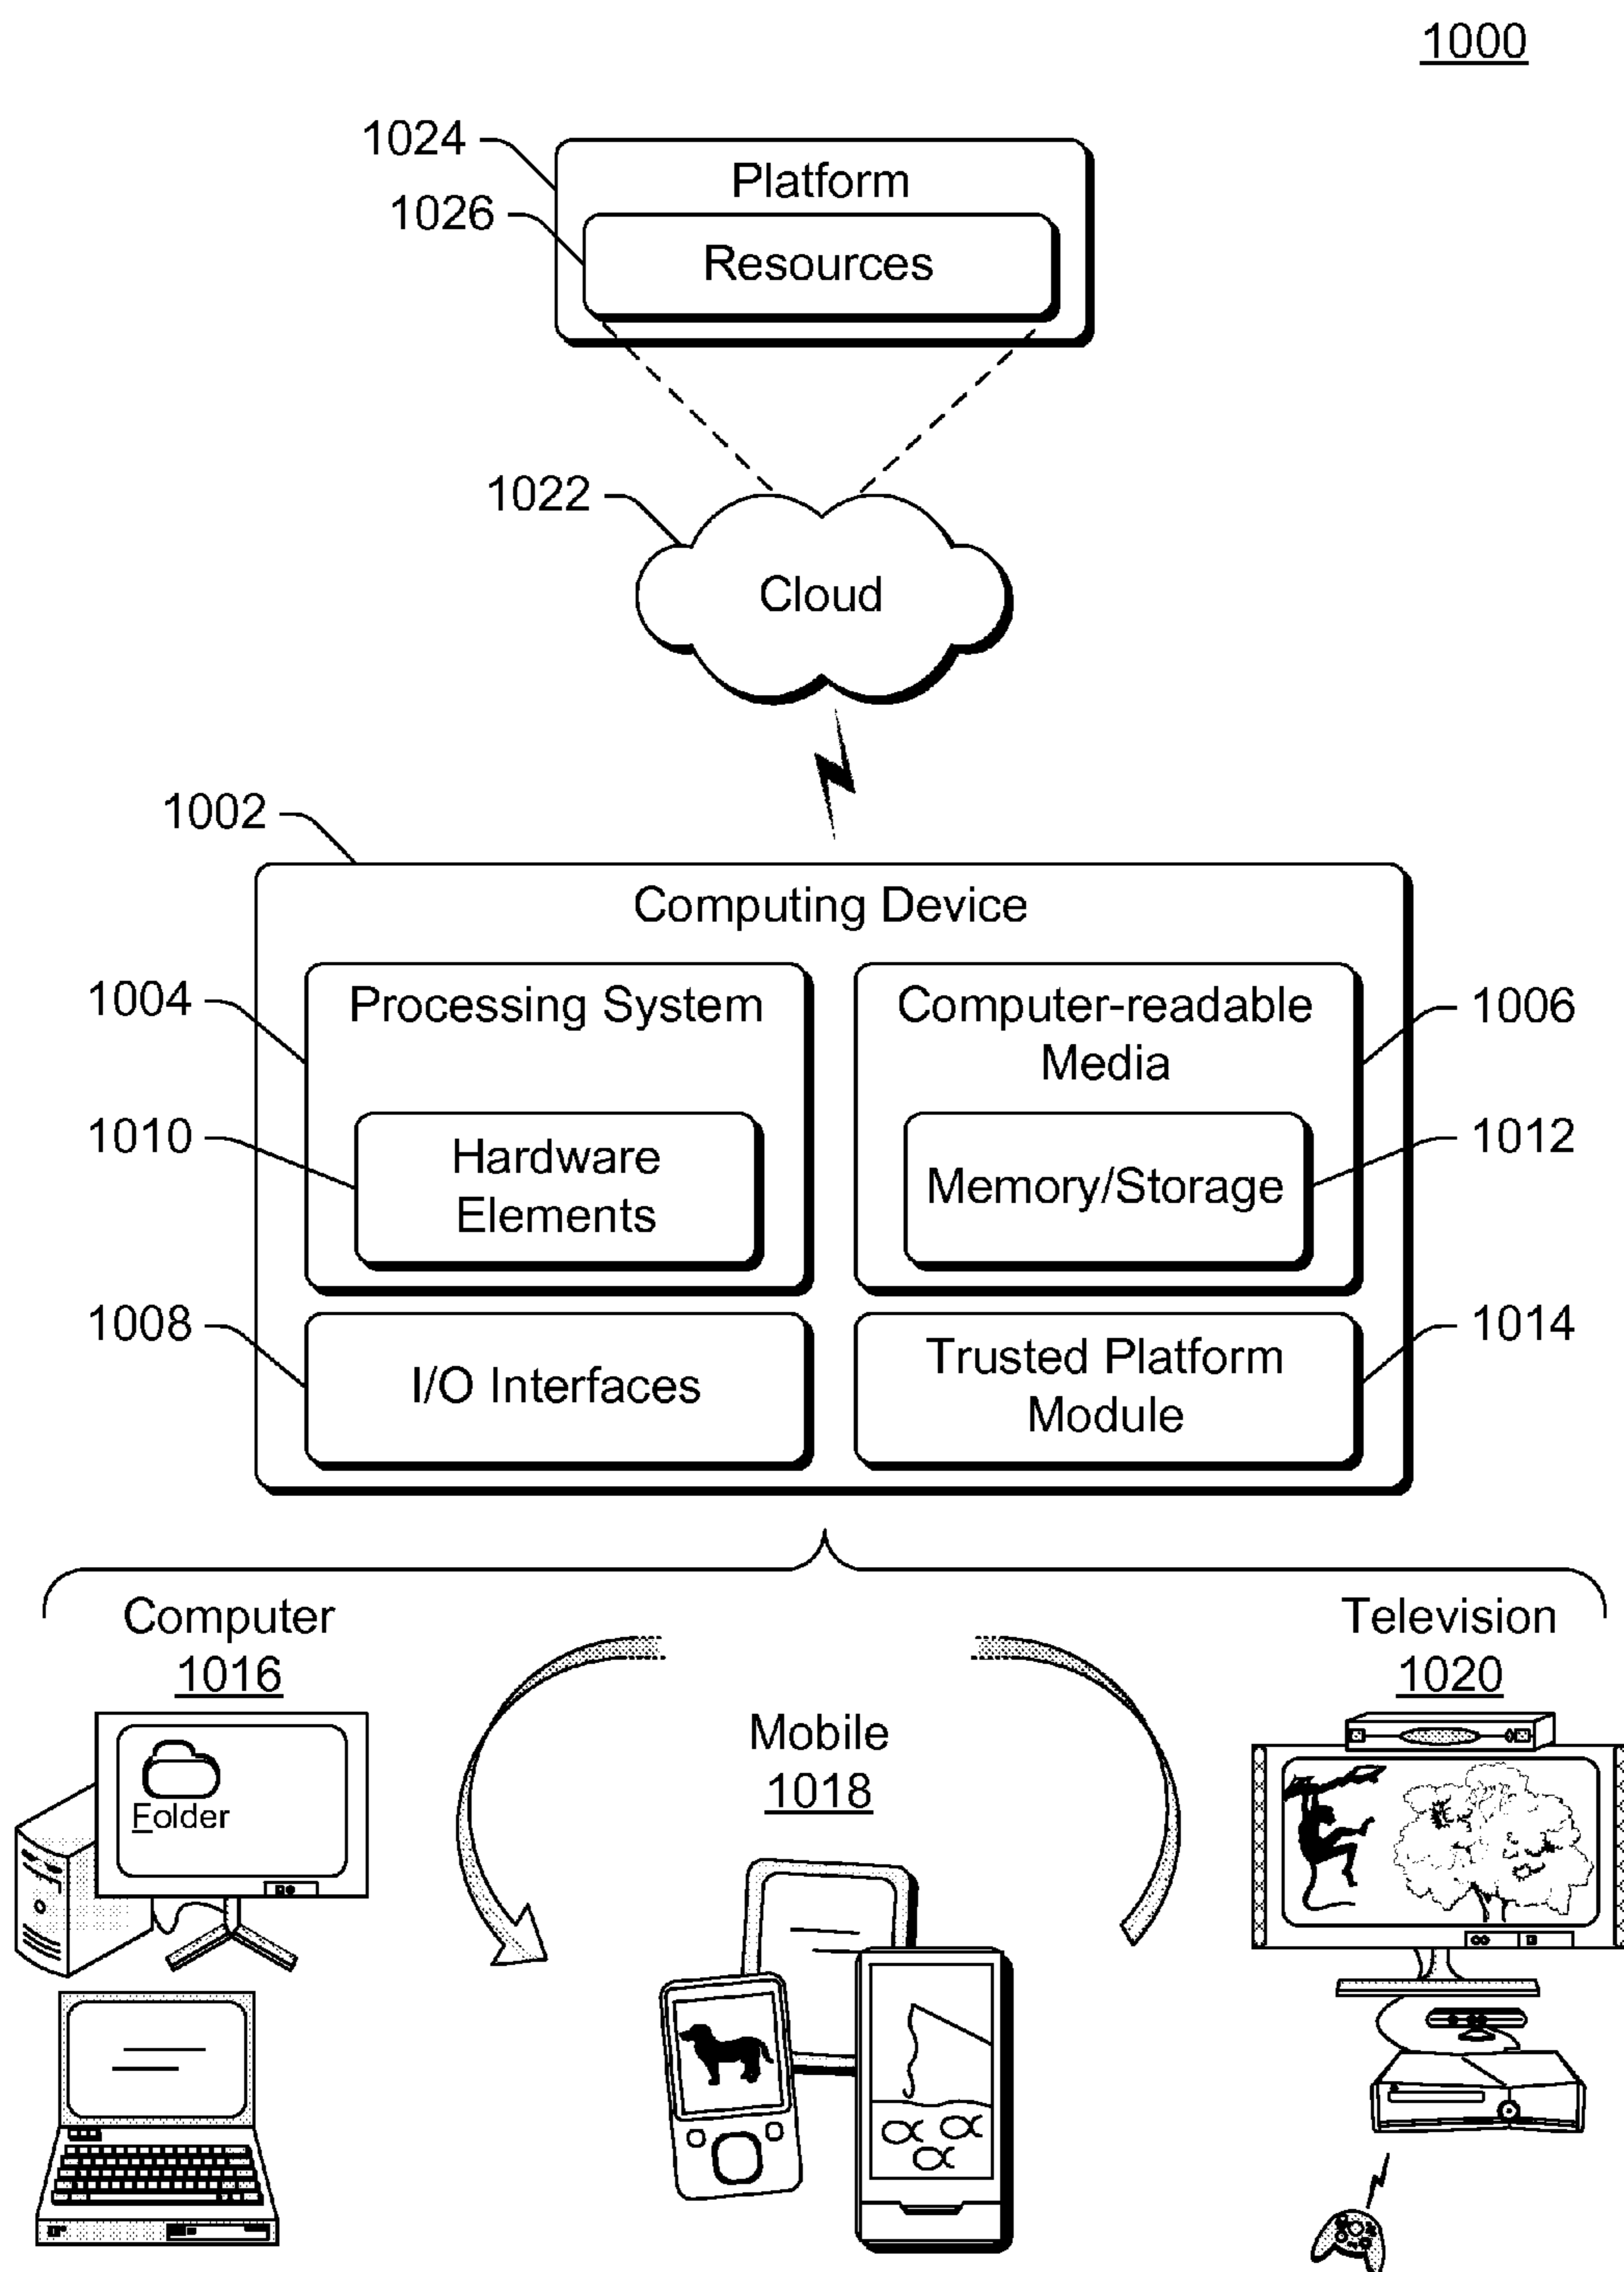 1000
1024
Platform
1026
Resources
1022
Cloud
1002
Computing Device
1004
Processing System
Computer-readable
Media
1006
1010
Hardware
Elements
Memory/Storage
1012
1008
I/O Interfaces
Trusted Platform
Module
1014
Computer
1016
Folder
Mobile
1018
Television
1020